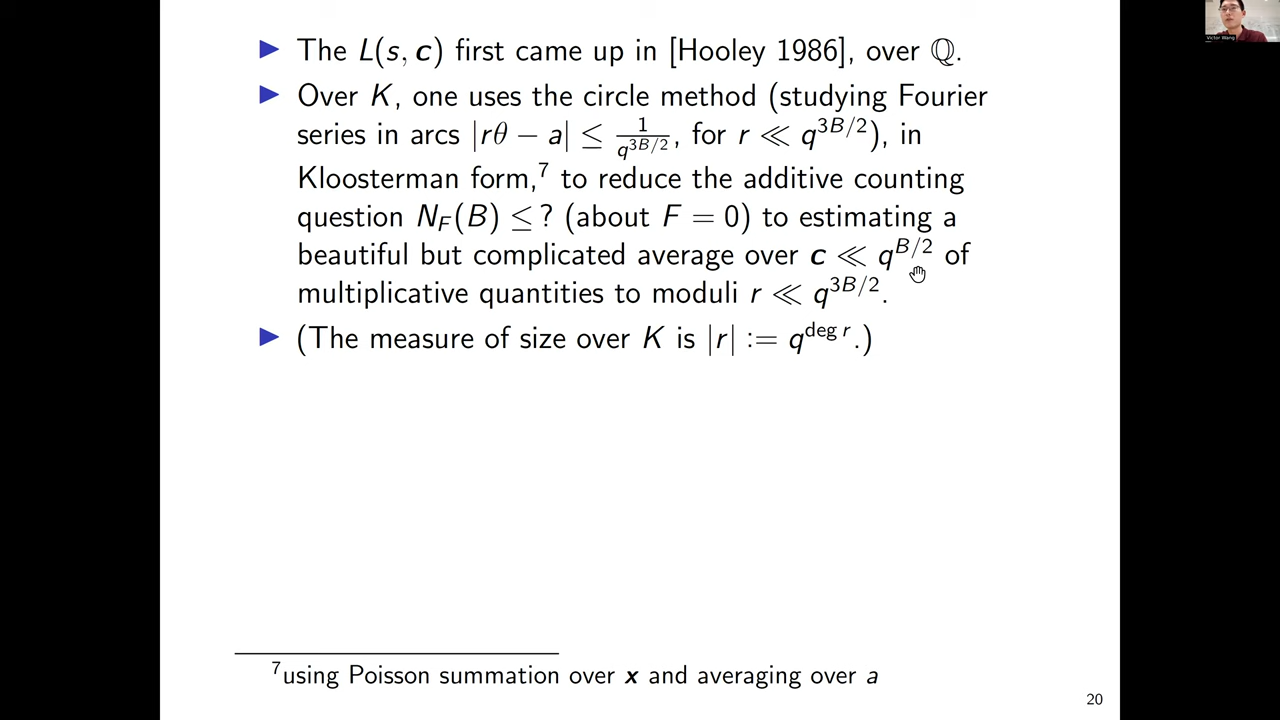 ▶ The L(s, c) first came up in [Hooley 1986], over ℚ.
▶ Over K, one uses the circle method (studying Fourier
series in arcs |rθ − a| ≤ 1/q^{3B/2}, for r ≪ q^{3B/2}), in
Kloosterman form,⁷ to reduce the additive counting
question N_F(B) ≤ ? (about F = 0) to estimating a
beautiful but complicated average over c ≪ q^{B/2} of
multiplicative quantities to moduli r ≪ q^{3B/2}.
▶ (The measure of size over K is |r| := q^{deg r}.)
⁷using Poisson summation over x and averaging over a
20
Victor Wang